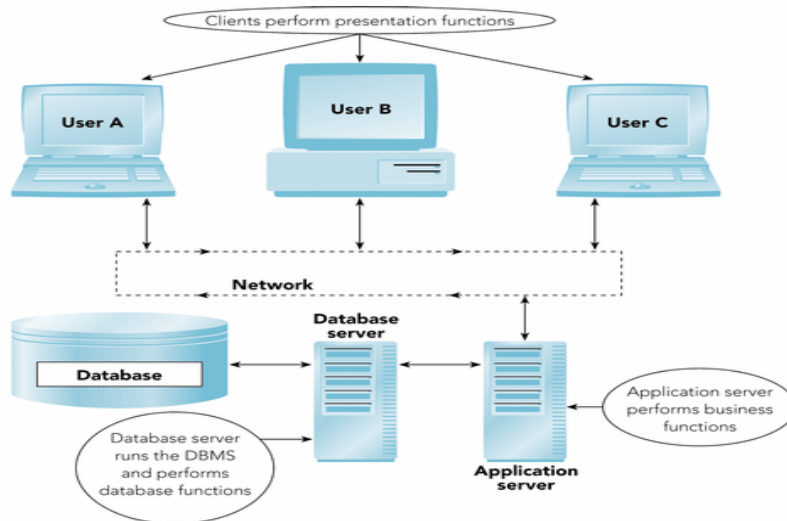 Clients perform presentation functions
User A
User B
User C
Network
Database
server
Database
Application server
performs business
functions
Database server
runs the DBMS
and performs
database functions
Application
server